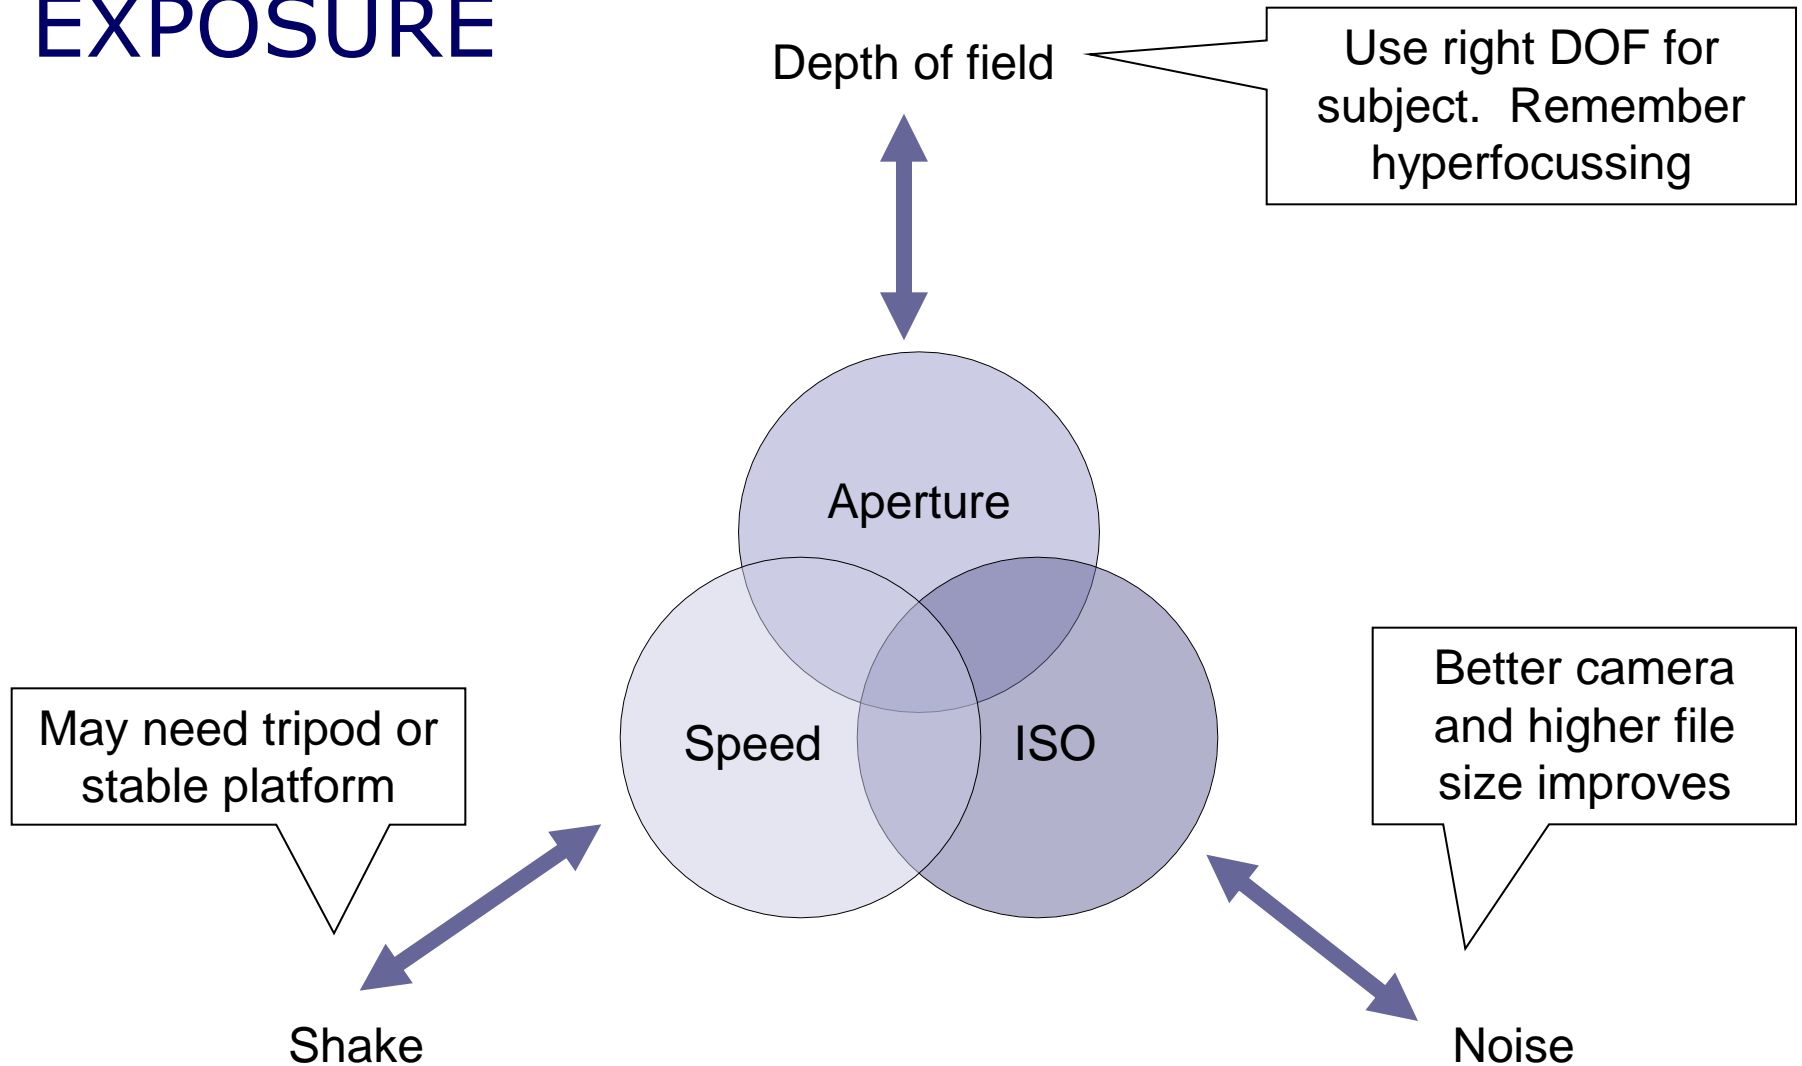 EXPOSURE
Depth of field
Use right DOF for
subject.  Remember
hyperfocussing
Aperture
Speed
ISO
May need tripod or
stable platform
Better camera
and higher file
size improves
Shake
Noise